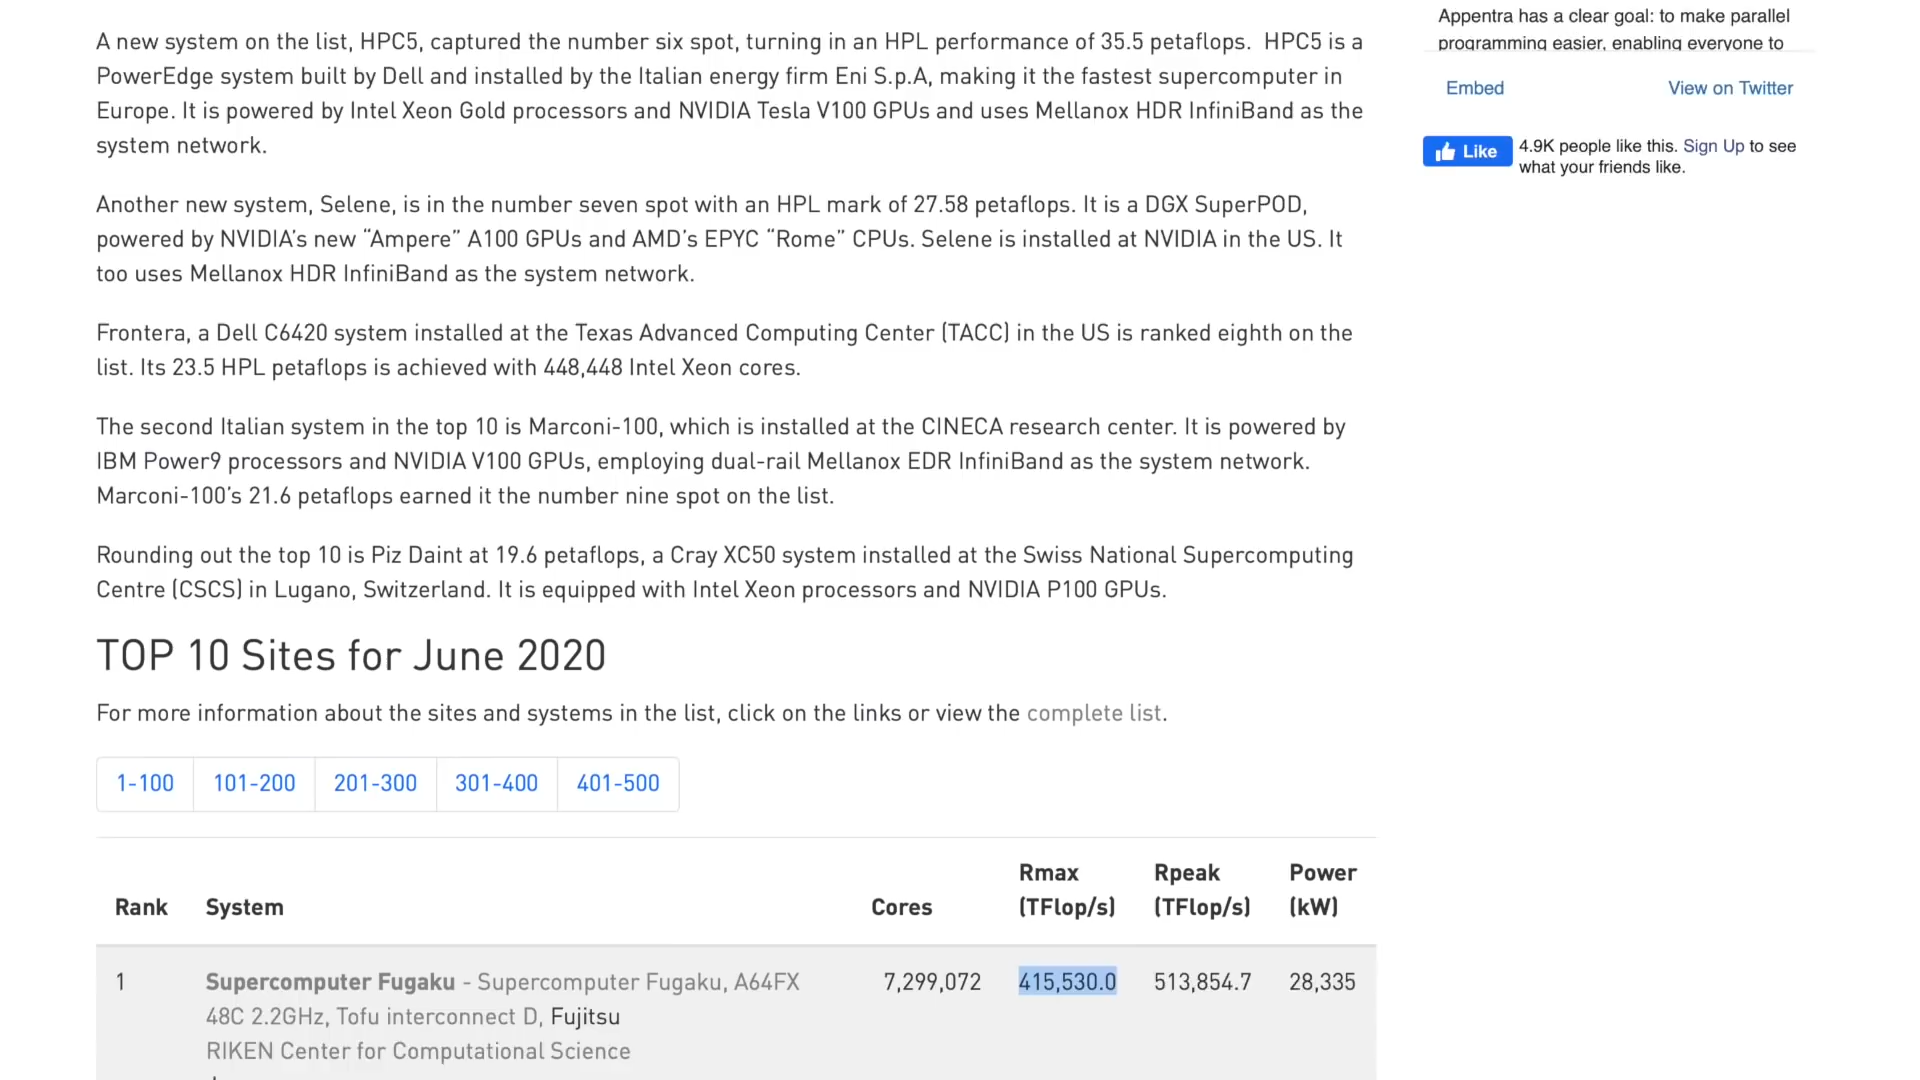 A new system on the list, HPC5, captured the number six spot, turning in an HPL performance of 35.5 petaflops.  HPC5 is a
PowerEdge system built by Dell and installed by the Italian energy firm Eni S.p.A, making it the fastest supercomputer in
Europe. It is powered by Intel Xeon Gold processors and NVIDIA Tesla V100 GPUs and uses Mellanox HDR InfiniBand as the
system network.
Another new system, Selene, is in the number seven spot with an HPL mark of 27.58 petaflops. It is a DGX SuperPOD,
powered by NVIDIA’s new “Ampere” A100 GPUs and AMD’s EPYC “Rome” CPUs. Selene is installed at NVIDIA in the US. It
too uses Mellanox HDR InfiniBand as the system network.
Frontera, a Dell C6420 system installed at the Texas Advanced Computing Center (TACC) in the US is ranked eighth on the
list. Its 23.5 HPL petaflops is achieved with 448,448 Intel Xeon cores.
The second Italian system in the top 10 is Marconi-100, which is installed at the CINECA research center. It is powered by
IBM Power9 processors and NVIDIA V100 GPUs, employing dual-rail Mellanox EDR InfiniBand as the system network.
Marconi-100’s 21.6 petaflops earned it the number nine spot on the list.
Rounding out the top 10 is Piz Daint at 19.6 petaflops, a Cray XC50 system installed at the Swiss National Supercomputing
Centre (CSCS) in Lugano, Switzerland. It is equipped with Intel Xeon processors and NVIDIA P100 GPUs.
TOP 10 Sites for June 2020
For more information about the sites and systems in the list, click on the links or view the complete list.
1-100 101-200 201-300 301-400 401-500
Rank System Cores Rmax (TFlop/s) Rpeak (TFlop/s) Power (kW)
1 Supercomputer Fugaku - Supercomputer Fugaku, A64FX 7,299,072 415,530.0 513,854.7 28,335
48C 2.2GHz, Tofu interconnect D, Fujitsu
RIKEN Center for Computational Science
Appentra has a clear goal: to make parallel
programming easier, enabling everyone to
Embed View on Twitter
Like 4.9K people like this. Sign Up to see
what your friends like.